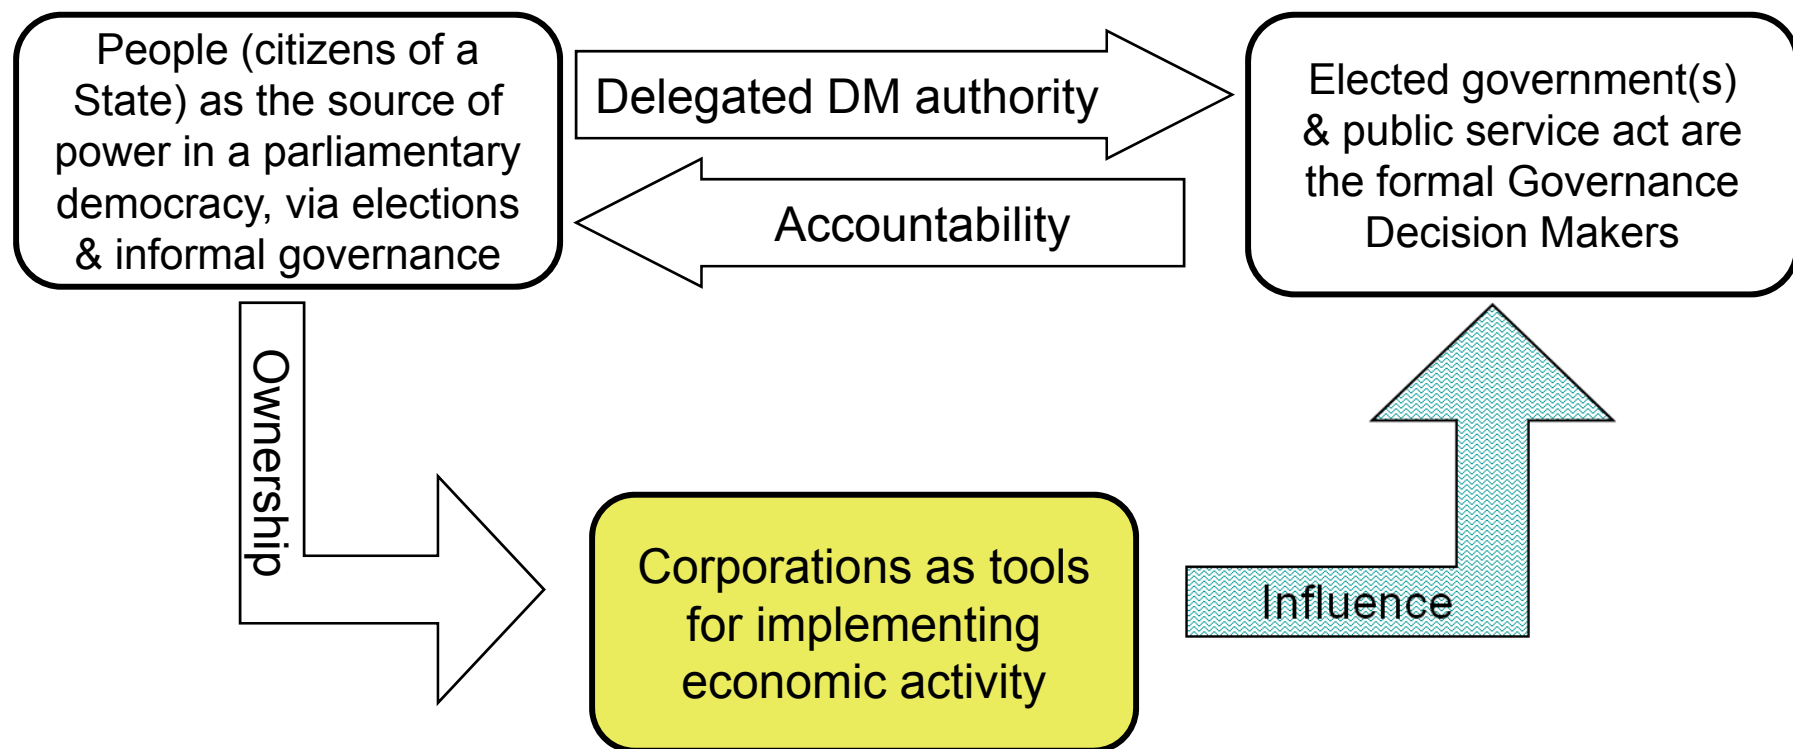 People (citizens of a
State) as the source of
power in a parliamentary
democracy, via elections
& informal governance
Delegated DM authority
Accountability
Elected government(s)
& public service act are
the formal Governance
Decision Makers
Ownership
Corporations as tools
for implementing
economic activity
Influence